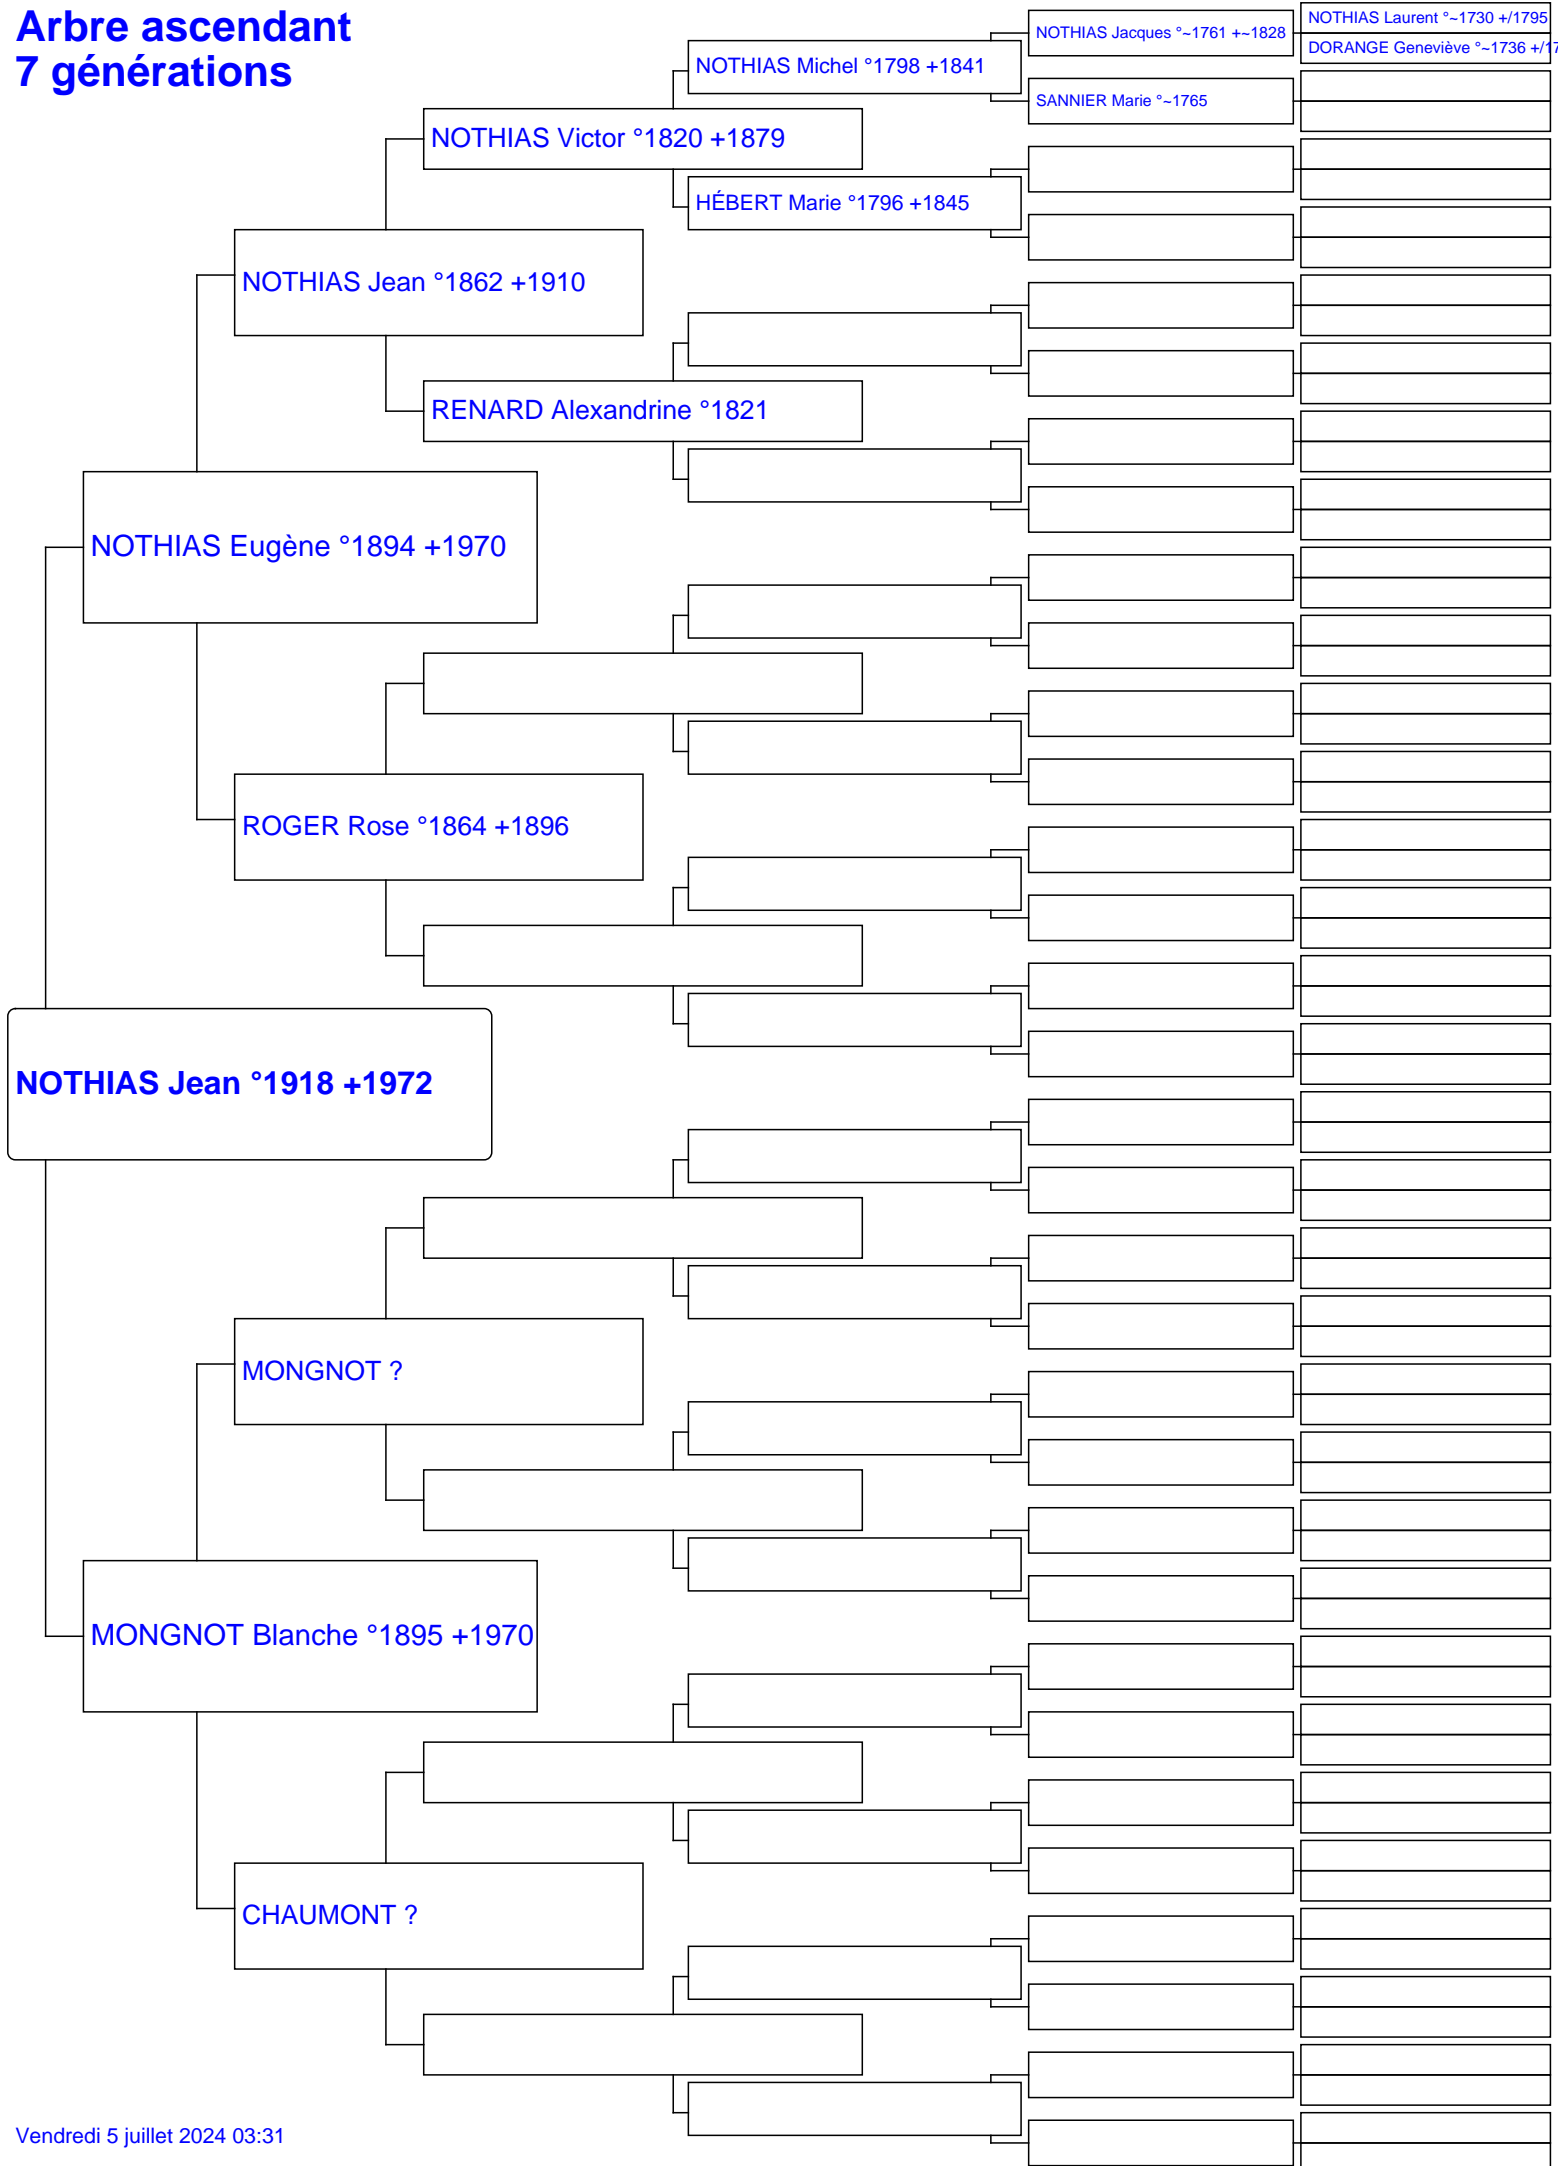 Arbre ascendant
7 générations
NOTHIAS Laurent °~1730 +/1795
NOTHIAS Jacques °~1761 +~1828
DORANGE Geneviève °~1736 +/17
NOTHIAS Michel °1798 +1841
SANNIER Marie °~1765
NOTHIAS Victor °1820 +1879
HÉBERT Marie °1796 +1845
NOTHIAS Jean °1862 +1910
RENARD Alexandrine °1821
NOTHIAS Eugène °1894 +1970
ROGER Rose °1864 +1896
NOTHIAS Jean °1918 +1972
MONGNOT ?
MONGNOT Blanche °1895 +1970
CHAUMONT ?
Vendredi 5 juillet 2024 03:31